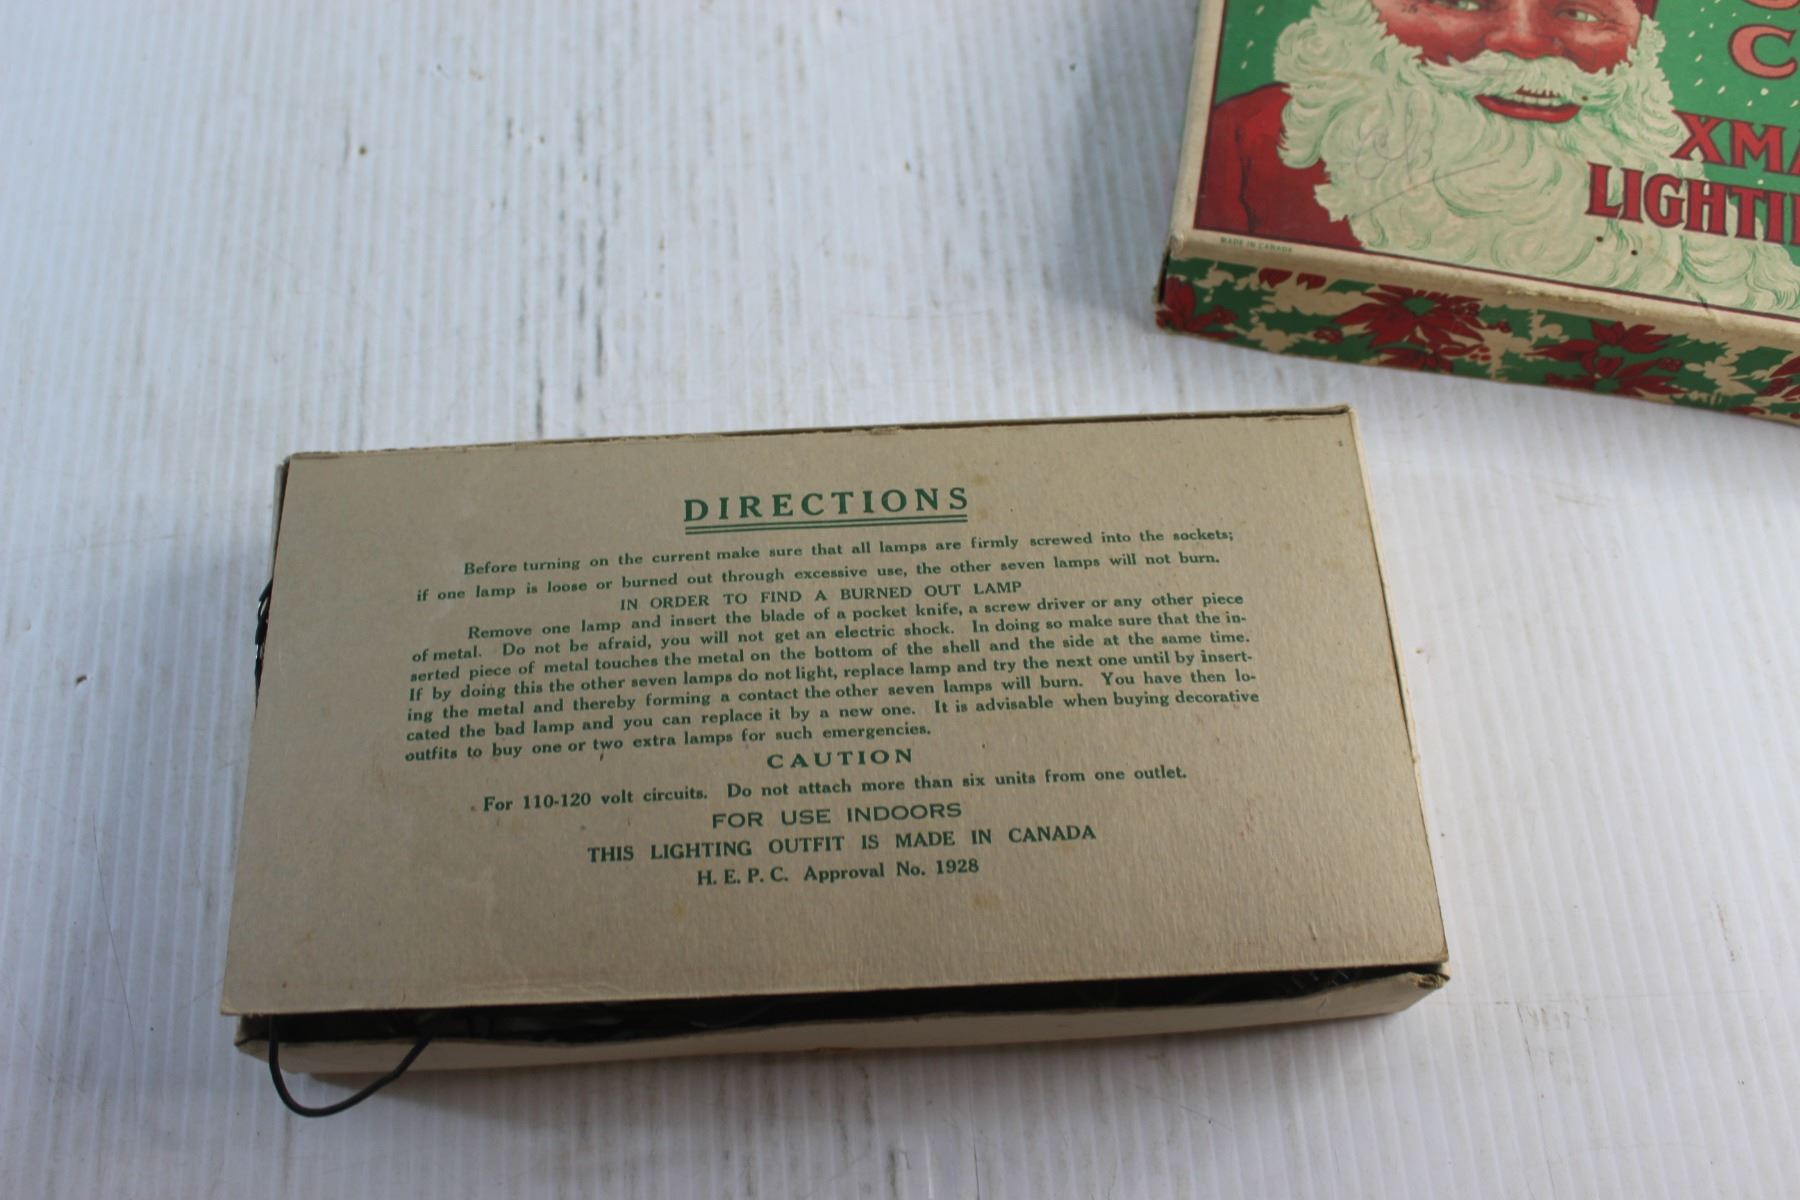 C
XMA
LIGHTI
MADE IN CANADA
DIRECTIONS
Before turning on the current make sure that all lamps are firmly screwed into the sockets;
if one lamp is loose or burned out through excessive use, the other seven lamps will not burn.
IN ORDER TO FIND A BURNED OUT LAMP
Remove one lamp and insert the blade of a pocket knife, a screw driver or any other piece
of metal. Do not be afraid, you will not get an electric shock. In doing so make sure that the in-
serted piece of metal touches the metal on the bottom of the shell and the side at the same time.
If by doing this the other seven lamps do not light, replace lamp and try the next one until by insert-
ing the metal and thereby forming a contact the other seven lamps will burn. You have then lo-
cated the bad lamp and you can replace it by a new one. It is advisable when buying decorative
outfits to buy one or two extra lamps for such emergencies.
CAUTION
For 110-120 volt circuits. Do not attach more than six units from one outlet.
FOR USE INDOORS
THIS LIGHTING OUTFIT IS MADE IN CANADA
H. E. P. C. Approval No. 1928